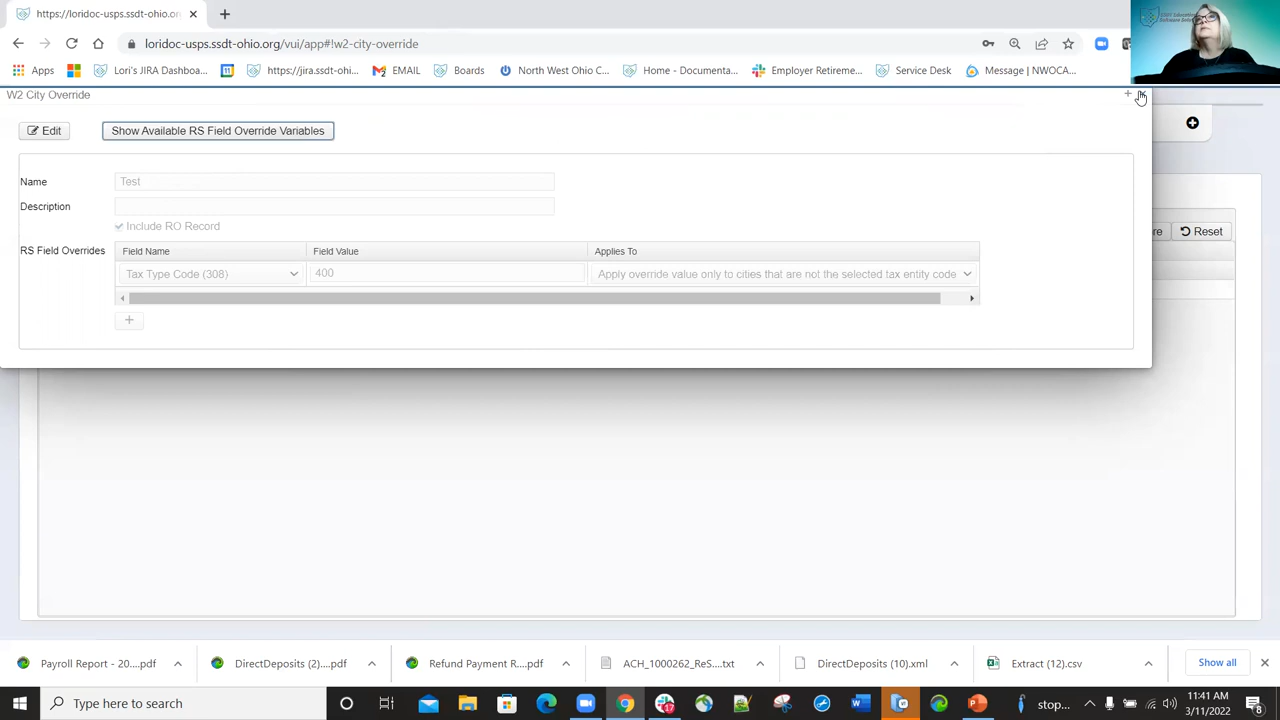 https://loridoc-usps.ssdt-ohio.org/
loridoc-usps.ssdt-ohio.org/vui/app#!w2-city-override
Apps
Lori's JIRA Dashboa...
https://jira.ssdt-ohi...
EMAIL
Boards
North West Ohio C...
Home - Documenta...
Employer Retireme...
Service Desk
Message | NWOCA...
W2 City Override
Edit
Show Available RS Field Override Variables
Name
Test
Description
Include RO Record
RS Field Overrides
Field Name
Field Value
Applies To
Tax Type Code (308)
400
Apply override value only to cities that are not the selected tax entity code
Reset
Payroll Report - 20....pdf
DirectDeposits (2)....pdf
Refund Payment R....pdf
ACH_1000262_ReS....txt
DirectDeposits (10).xml
Extract (12).csv
Show all
Type here to search
17
stop...
11:41 AM
3/11/2022
8